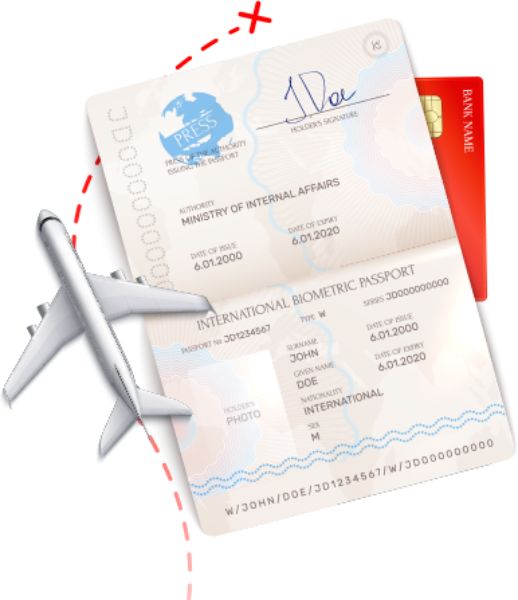 W
J Doe
HOLDER'S SIGNATURE
PRESS
PRESS OF THE AUTHORITY
ISSUING THE PASSPORT
BANK NAME
AUTHORITY
MINISTRY OF INTERNAL AFFAIRS
DATE OF ISSUE
6.01.2000
DATE OF EXPIRY
6.01.2020
INTERNATIONAL BIOMETRIC PASSPORT
PASSPORT № JD1234567 TYPE W SERIES JD000000000
SURNAME
JOHN
DATE OF ISSUE
6.01.2000
GIVEN NAME
DOE
DATE OF EXPIRY
6.01.2020
NATIONALITY
INTERNATIONAL
SEX
M
HOLDER'S
PHOTO
W/JOHN/DOE/JD1234567/W/JD000000000